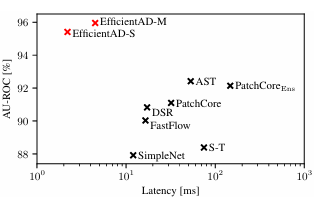 96
EfficientAD-M
EfficientAD-S
94
92
AST
PatchCore_Ens
AU-ROC [%]
PatchCore
DSR
90
FastFlow
S-T
88
SimpleNet
10^0
10^1
10^2
10^3
Latency [ms]